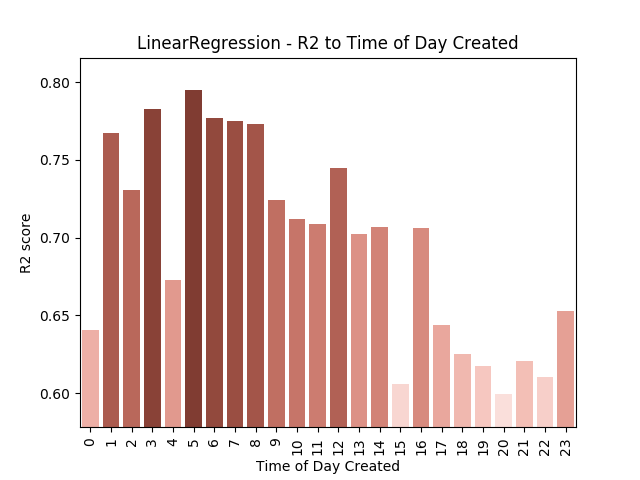 LinearRegression - R2 to Time of Day Created
R2 score
0.80
0.75
0.70
0.65
0.60
0 1 2 3 4 5 6 7 8 9 10 11 12 13 14 15 16 17 18 19 20 21 22 23
Time of Day Created